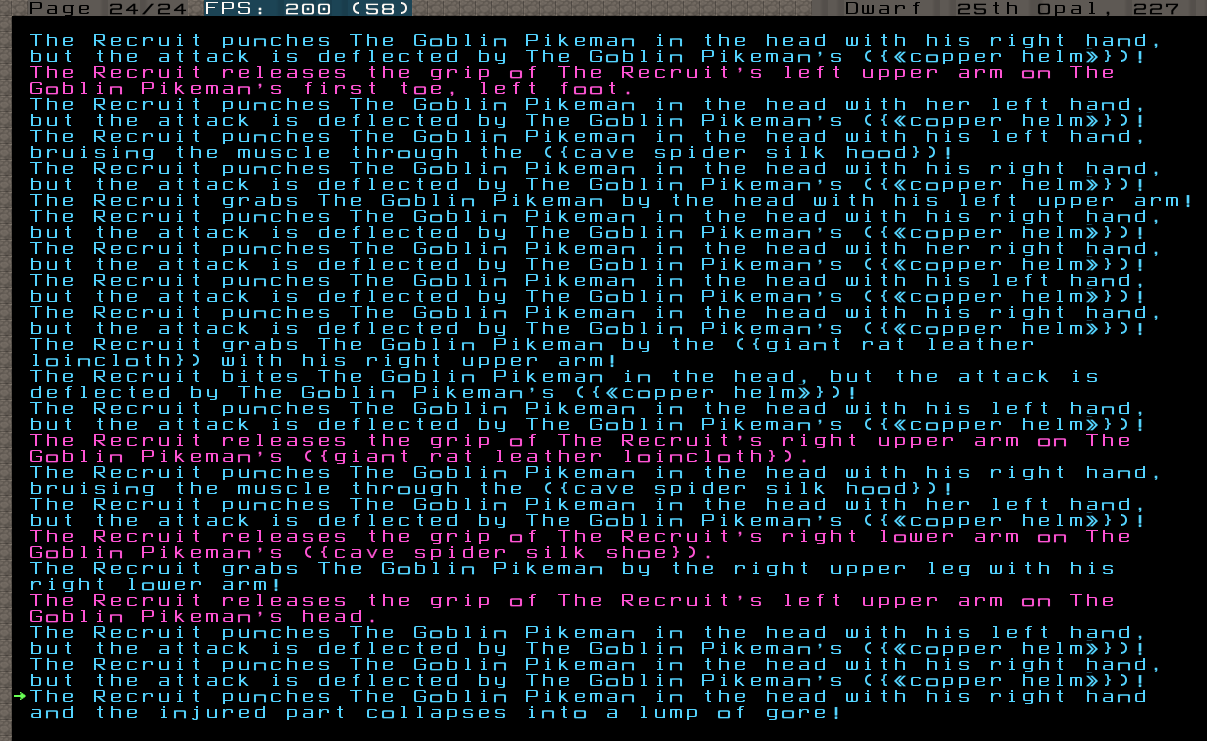 Page 24/24 FPS: 200 (58) Dwarf 25th Opal, 227
The Recruit punches The Goblin Pikeman in the head with his right hand,
but the attack is deflected by The Goblin Pikeman's ({«copper helm»})!
The Recruit releases the grip of The Recruit's left upper arm on The
Goblin Pikeman's first toe, left foot.
The Recruit punches The Goblin Pikeman in the head with her left hand,
but the attack is deflected by The Goblin Pikeman's ({«copper helm»})!
The Recruit punches The Goblin Pikeman in the head with his left hand,
bruising the muscle through the ({cave spider silk hood})!
The Recruit punches The Goblin Pikeman in the head with his right hand,
but the attack is deflected by The Goblin Pikeman's ({«copper helm»})!
The Recruit grabs The Goblin Pikeman by the head with his left upper arm!
The Recruit punches The Goblin Pikeman in the head with his right hand,
but the attack is deflected by The Goblin Pikeman's ({«copper helm»})!
The Recruit punches The Goblin Pikeman in the head with her right hand,
but the attack is deflected by The Goblin Pikeman's ({«copper helm»})!
The Recruit punches The Goblin Pikeman in the head with his left hand,
but the attack is deflected by The Goblin Pikeman's ({«copper helm»})!
The Recruit punches The Goblin Pikeman in the head with his right hand,
but the attack is deflected by The Goblin Pikeman's ({«copper helm»})!
The Recruit grabs The Goblin Pikeman by the ({giant rat leather
loincloth}) with his right upper arm!
The Recruit bites The Goblin Pikeman in the head, but the attack is
deflected by The Goblin Pikeman's ({«copper helm»})!
The Recruit punches The Goblin Pikeman in the head with his left hand,
but the attack is deflected by The Goblin Pikeman's ({«copper helm»})!
The Recruit releases the grip of The Recruit's right upper arm on The
Goblin Pikeman's ({giant rat leather loincloth}).
The Recruit punches The Goblin Pikeman in the head with his right hand,
bruising the muscle through the ({cave spider silk hood})!
The Recruit punches The Goblin Pikeman in the head with her left hand,
but the attack is deflected by The Goblin Pikeman's ({«copper helm»})!
The Recruit releases the grip of The Recruit's right lower arm on The
Goblin Pikeman's ({cave spider silk shoe}).
The Recruit grabs The Goblin Pikeman by the right upper leg with his
right lower arm!
The Recruit releases the grip of The Recruit's left upper arm on The
Goblin Pikeman's head.
The Recruit punches The Goblin Pikeman in the head with his left hand,
but the attack is deflected by The Goblin Pikeman's ({«copper helm»})!
The Recruit punches The Goblin Pikeman in the head with his right hand,
but the attack is deflected by The Goblin Pikeman's ({«copper helm»})!
→The Recruit punches The Goblin Pikeman in the head with his right hand
and the injured part collapses into a lump of gore!